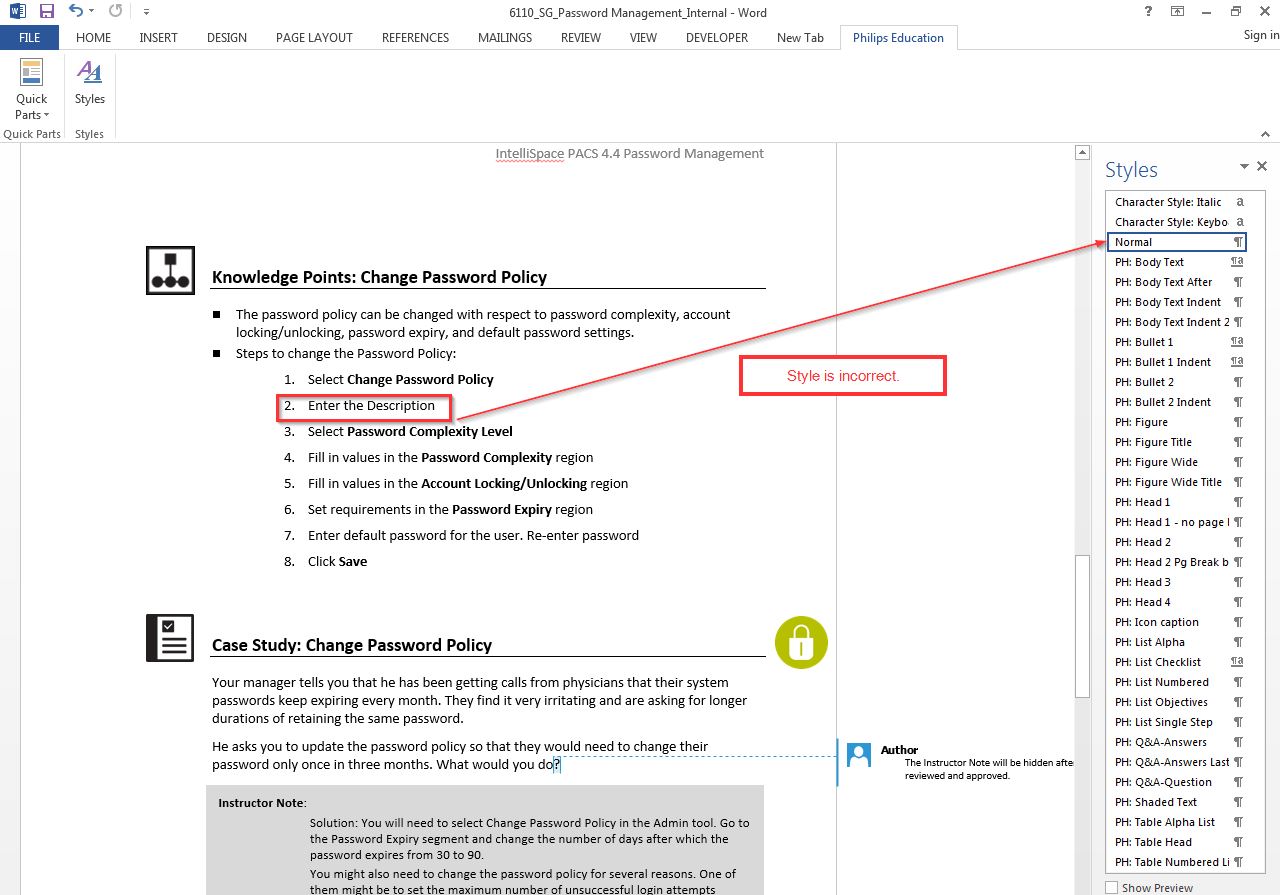 6110_SG_Password Management_Internal - Word
?
FILE HOME INSERT DESIGN PAGE LAYOUT REFERENCES MAILINGS REVIEW VIEW DEVELOPER New Tab Philips Education Sign in
Quick
Parts
Styles
Quick Parts Styles
IntelliSpace PACS 4.4 Password Management
Knowledge Points: Change Password Policy
■ The password policy can be changed with respect to password complexity, account
locking/unlocking, password expiry, and default password settings.
■ Steps to change the Password Policy:
1. Select Change Password Policy
2. Enter the Description
3. Select Password Complexity Level
4. Fill in values in the Password Complexity region
5. Fill in values in the Account Locking/Unlocking region
6. Set requirements in the Password Expiry region
7. Enter default password for the user. Re-enter password
8. Click Save
Style is incorrect.
Case Study: Change Password Policy
Your manager tells you that he has been getting calls from physicians that their system
passwords keep expiring every month. They find it very irritating and are asking for longer
durations of retaining the same password.
He asks you to update the password policy so that they would need to change their
password only once in three months. What would you do?
Author
The Instructor Note will be hidden after
reviewed and approved.
Instructor Note:
Solution: You will need to select Change Password Policy in the Admin tool. Go to
the Password Expiry segment and change the number of days after which the
password expires from 30 to 90.
You might also need to change the password policy for several reasons. One of
them might be to set the maximum number of unsuccessful login attempts
Styles
Character Style: Italic a
Character Style: Keybo a
Normal ¶
PH: Body Text ¶a
PH: Body Text After ¶
PH: Body Text Indent ¶
PH: Body Text Indent 2 ¶
PH: Bullet 1 ¶a
PH: Bullet 1 Indent ¶a
PH: Bullet 2 ¶
PH: Bullet 2 Indent ¶
PH: Figure ¶
PH: Figure Title ¶
PH: Figure Wide ¶
PH: Figure Wide Title ¶
PH: Head 1 ¶
PH: Head 1 - no page ¶
PH: Head 2 ¶
PH: Head 2 Pg Break b ¶
PH: Head 3 ¶
PH: Head 4 ¶
PH: Icon caption ¶
PH: List Alpha ¶
PH: List Checklist ¶a
PH: List Numbered ¶
PH: List Objectives ¶
PH: List Single Step ¶
PH: Q&A-Answers ¶
PH: Q&A-Answers Last ¶
PH: Q&A-Question ¶
PH: Shaded Text ¶
PH: Table Alpha List ¶
PH: Table Head ¶
PH: Table Numbered Li ¶
Show Preview